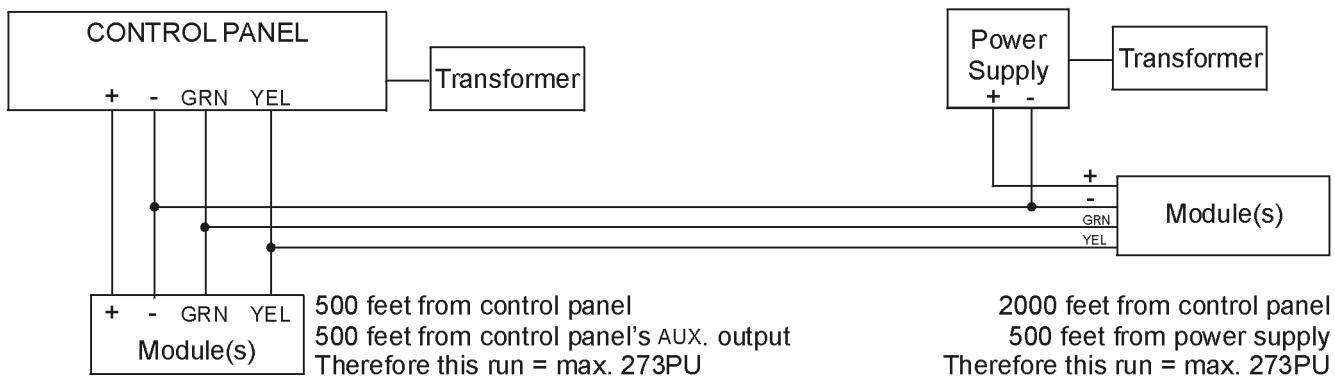 CONTROL PANEL
+ - GRN YEL
Transformer
Power
Supply
+ -
Transformer
+
-
GRN
YEL
Module(s)
+ - GRN YEL
Module(s)
500 feet from control panel
500 feet from control panel's AUX. output
Therefore this run = max. 273PU
2000 feet from control panel
500 feet from power supply
Therefore this run = max. 273PU